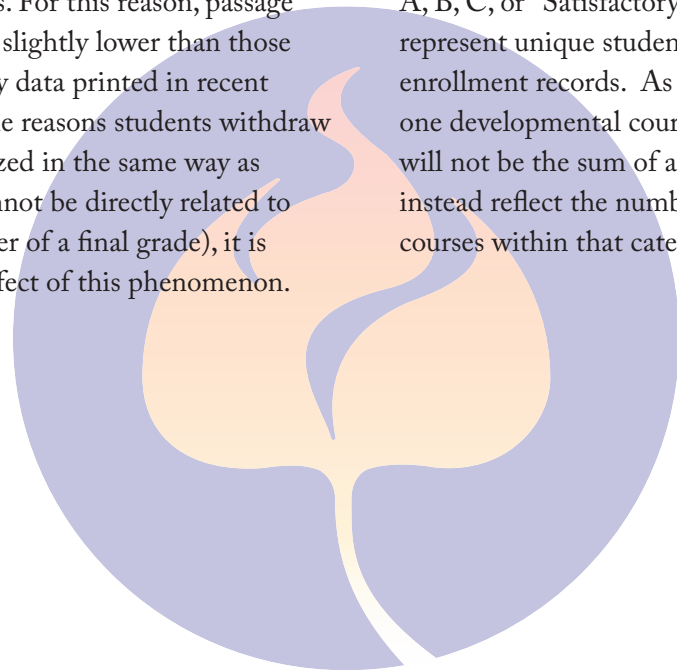 s. For this reason, passage
slightly lower than those
y data printed in recent
e reasons students withdraw
zed in the same way as
nnot be directly related to
er of a final grade), it is
ffect of this phenomenon.
A, B, C, or “Satisfactory
represent unique studen
enrollment records.  As
one developmental cour
will not be the sum of a
instead reflect the numb
courses within that cate